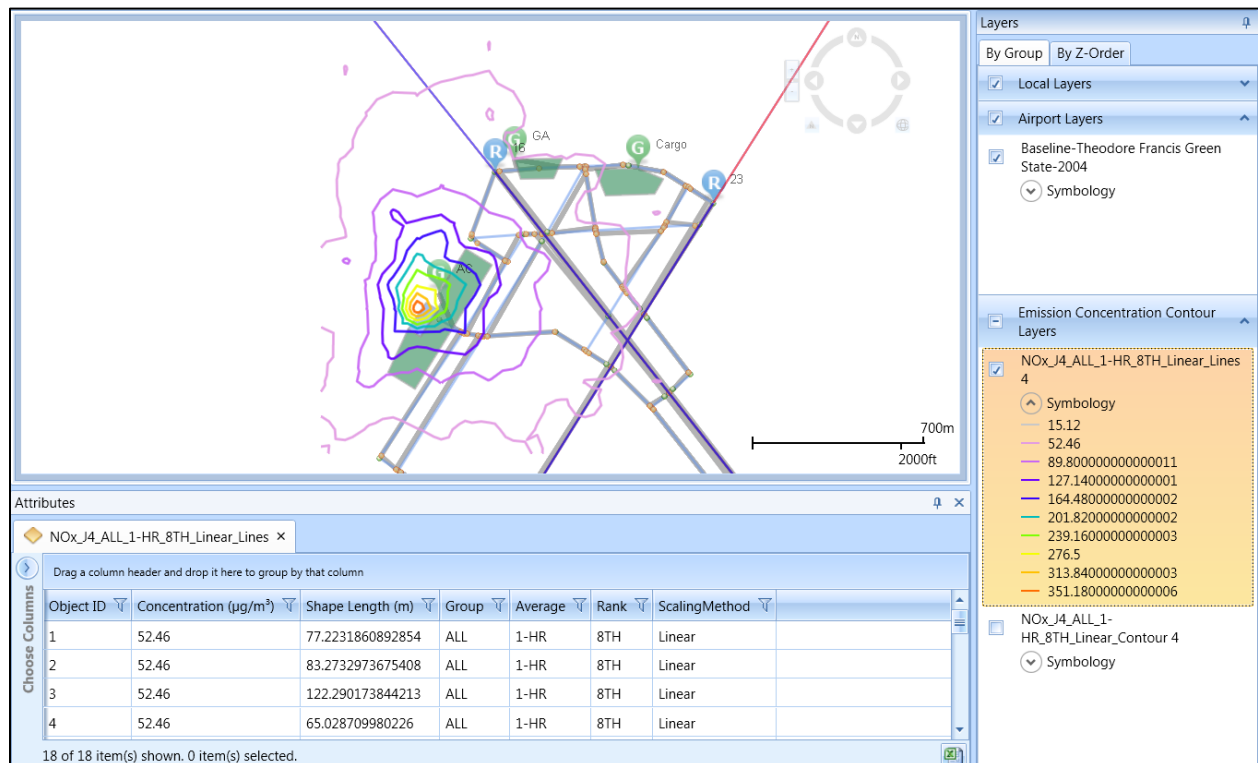 GA
G
16
R
G
Cargo
R
23
G
AC
700m
2000ft
Layers
By Group
By Z-Order
Local Layers
Airport Layers
Baseline-Theodore Francis Green
State-2004
Symbology
Emission Concentration Contour
Layers
NOx_J4_ALL_1-HR_8TH_Linear_Lines
4
Symbology
15.12
52.46
89.800000000000011
127.14000000000001
164.48000000000002
201.82000000000002
239.16000000000003
276.5
313.84000000000003
351.18000000000006
NOx_J4_ALL_1-
HR_8TH_Linear_Contour 4
Symbology
Attributes
NOx_J4_ALL_1-HR_8TH_Linear_Lines ×
Choose Columns
Drag a column header and drop it here to group by that column
Object ID Concentration (µg/m³) Shape Length (m) Group Average Rank ScalingMethod
1 52.46 77.2231860892854 ALL 1-HR 8TH Linear
2 52.46 83.2732973675408 ALL 1-HR 8TH Linear
3 52.46 122.290173844213 ALL 1-HR 8TH Linear
4 52.46 65.028709980226 ALL 1-HR 8TH Linear
18 of 18 item(s) shown. 0 item(s) selected.